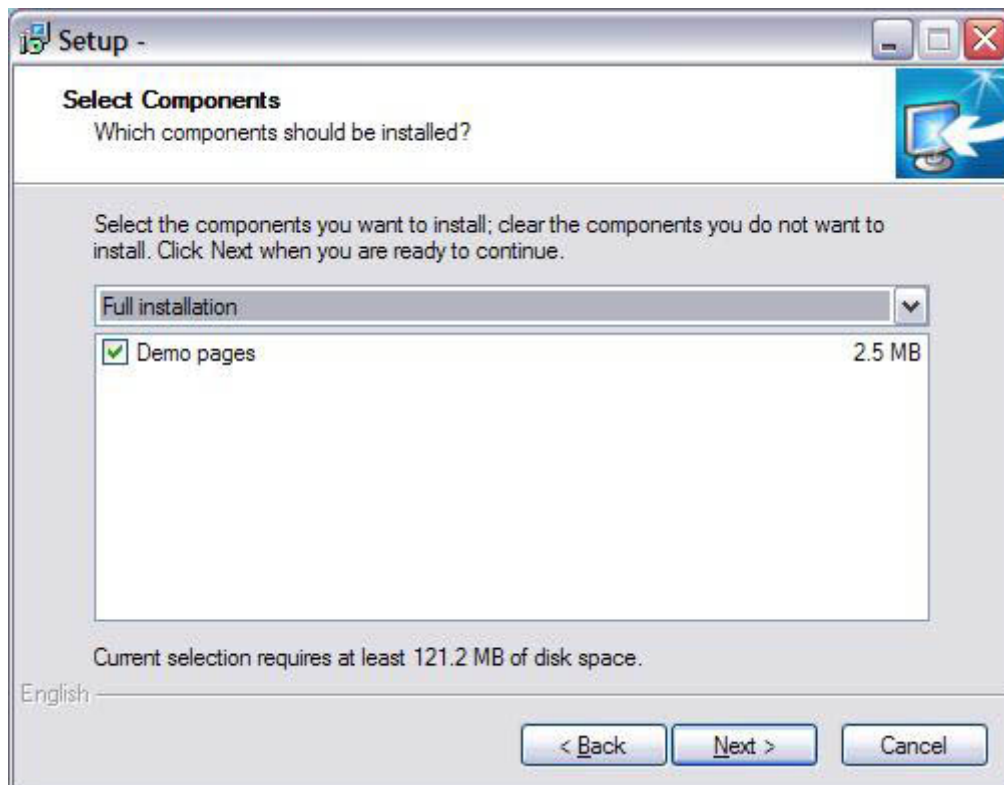 Setup -
Select Components
Which components should be installed?
Select the components you want to install; clear the components you do not want to
install. Click Next when you are ready to continue.
Full installation
Demo pages 2.5 MB
Current selection requires at least 121.2 MB of disk space.
English
< Back Next > Cancel